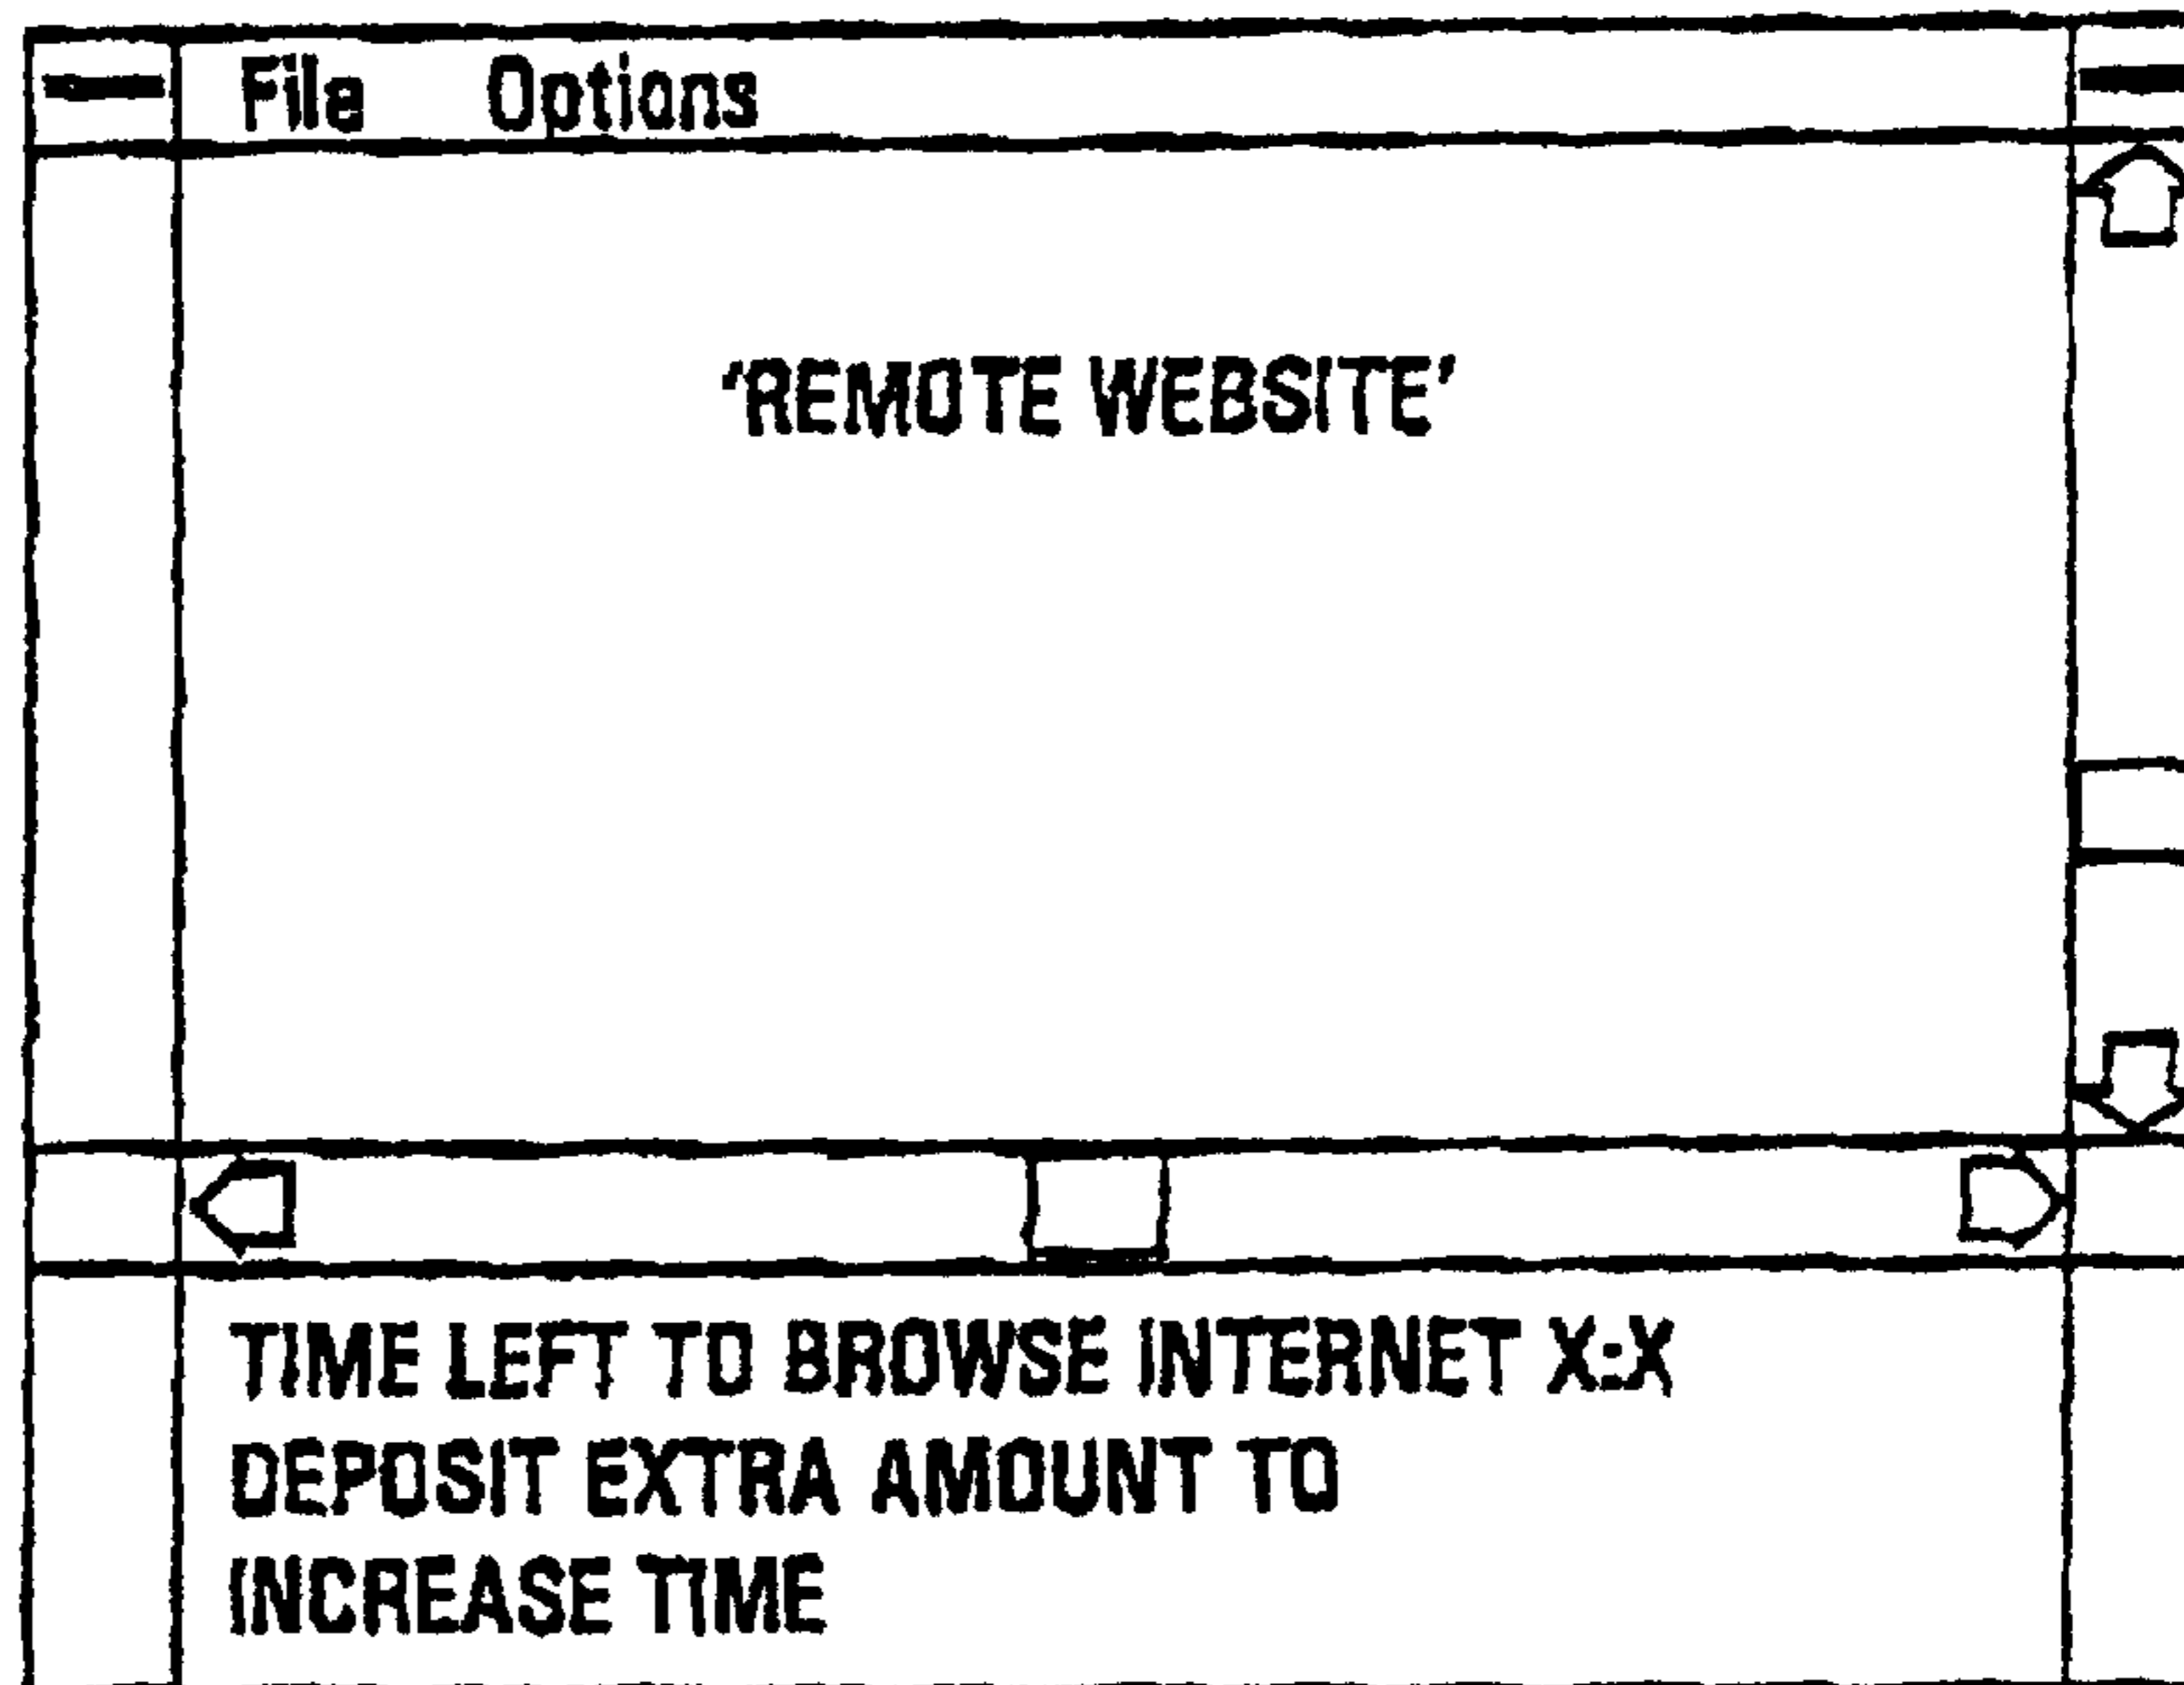 File Options
'REMOTE WEBSITE'
TIME LEFT TO BROWSE INTERNET X:X
DEPOSIT EXTRA AMOUNT TO
INCREASE TIME